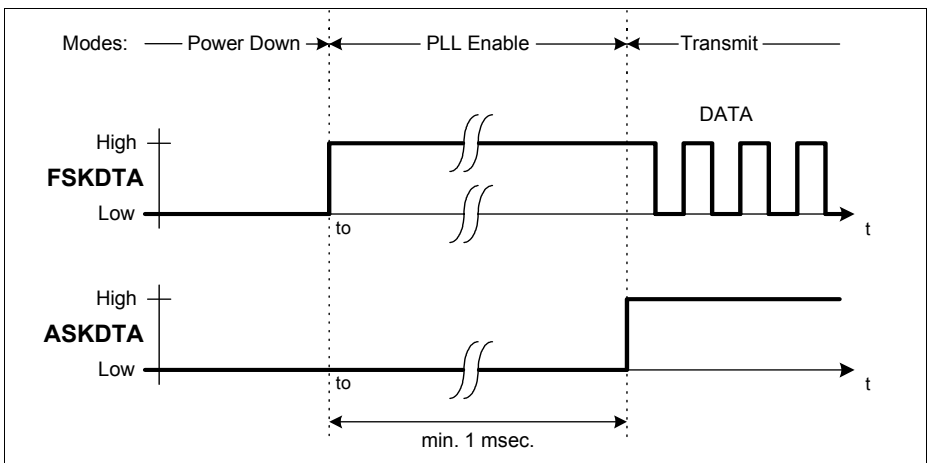 Modes: Power Down PLL Enable Transmit
DATA
High
FSKDTA
Low
to
t
High
ASKDTA
Low
to
t
min. 1 msec.